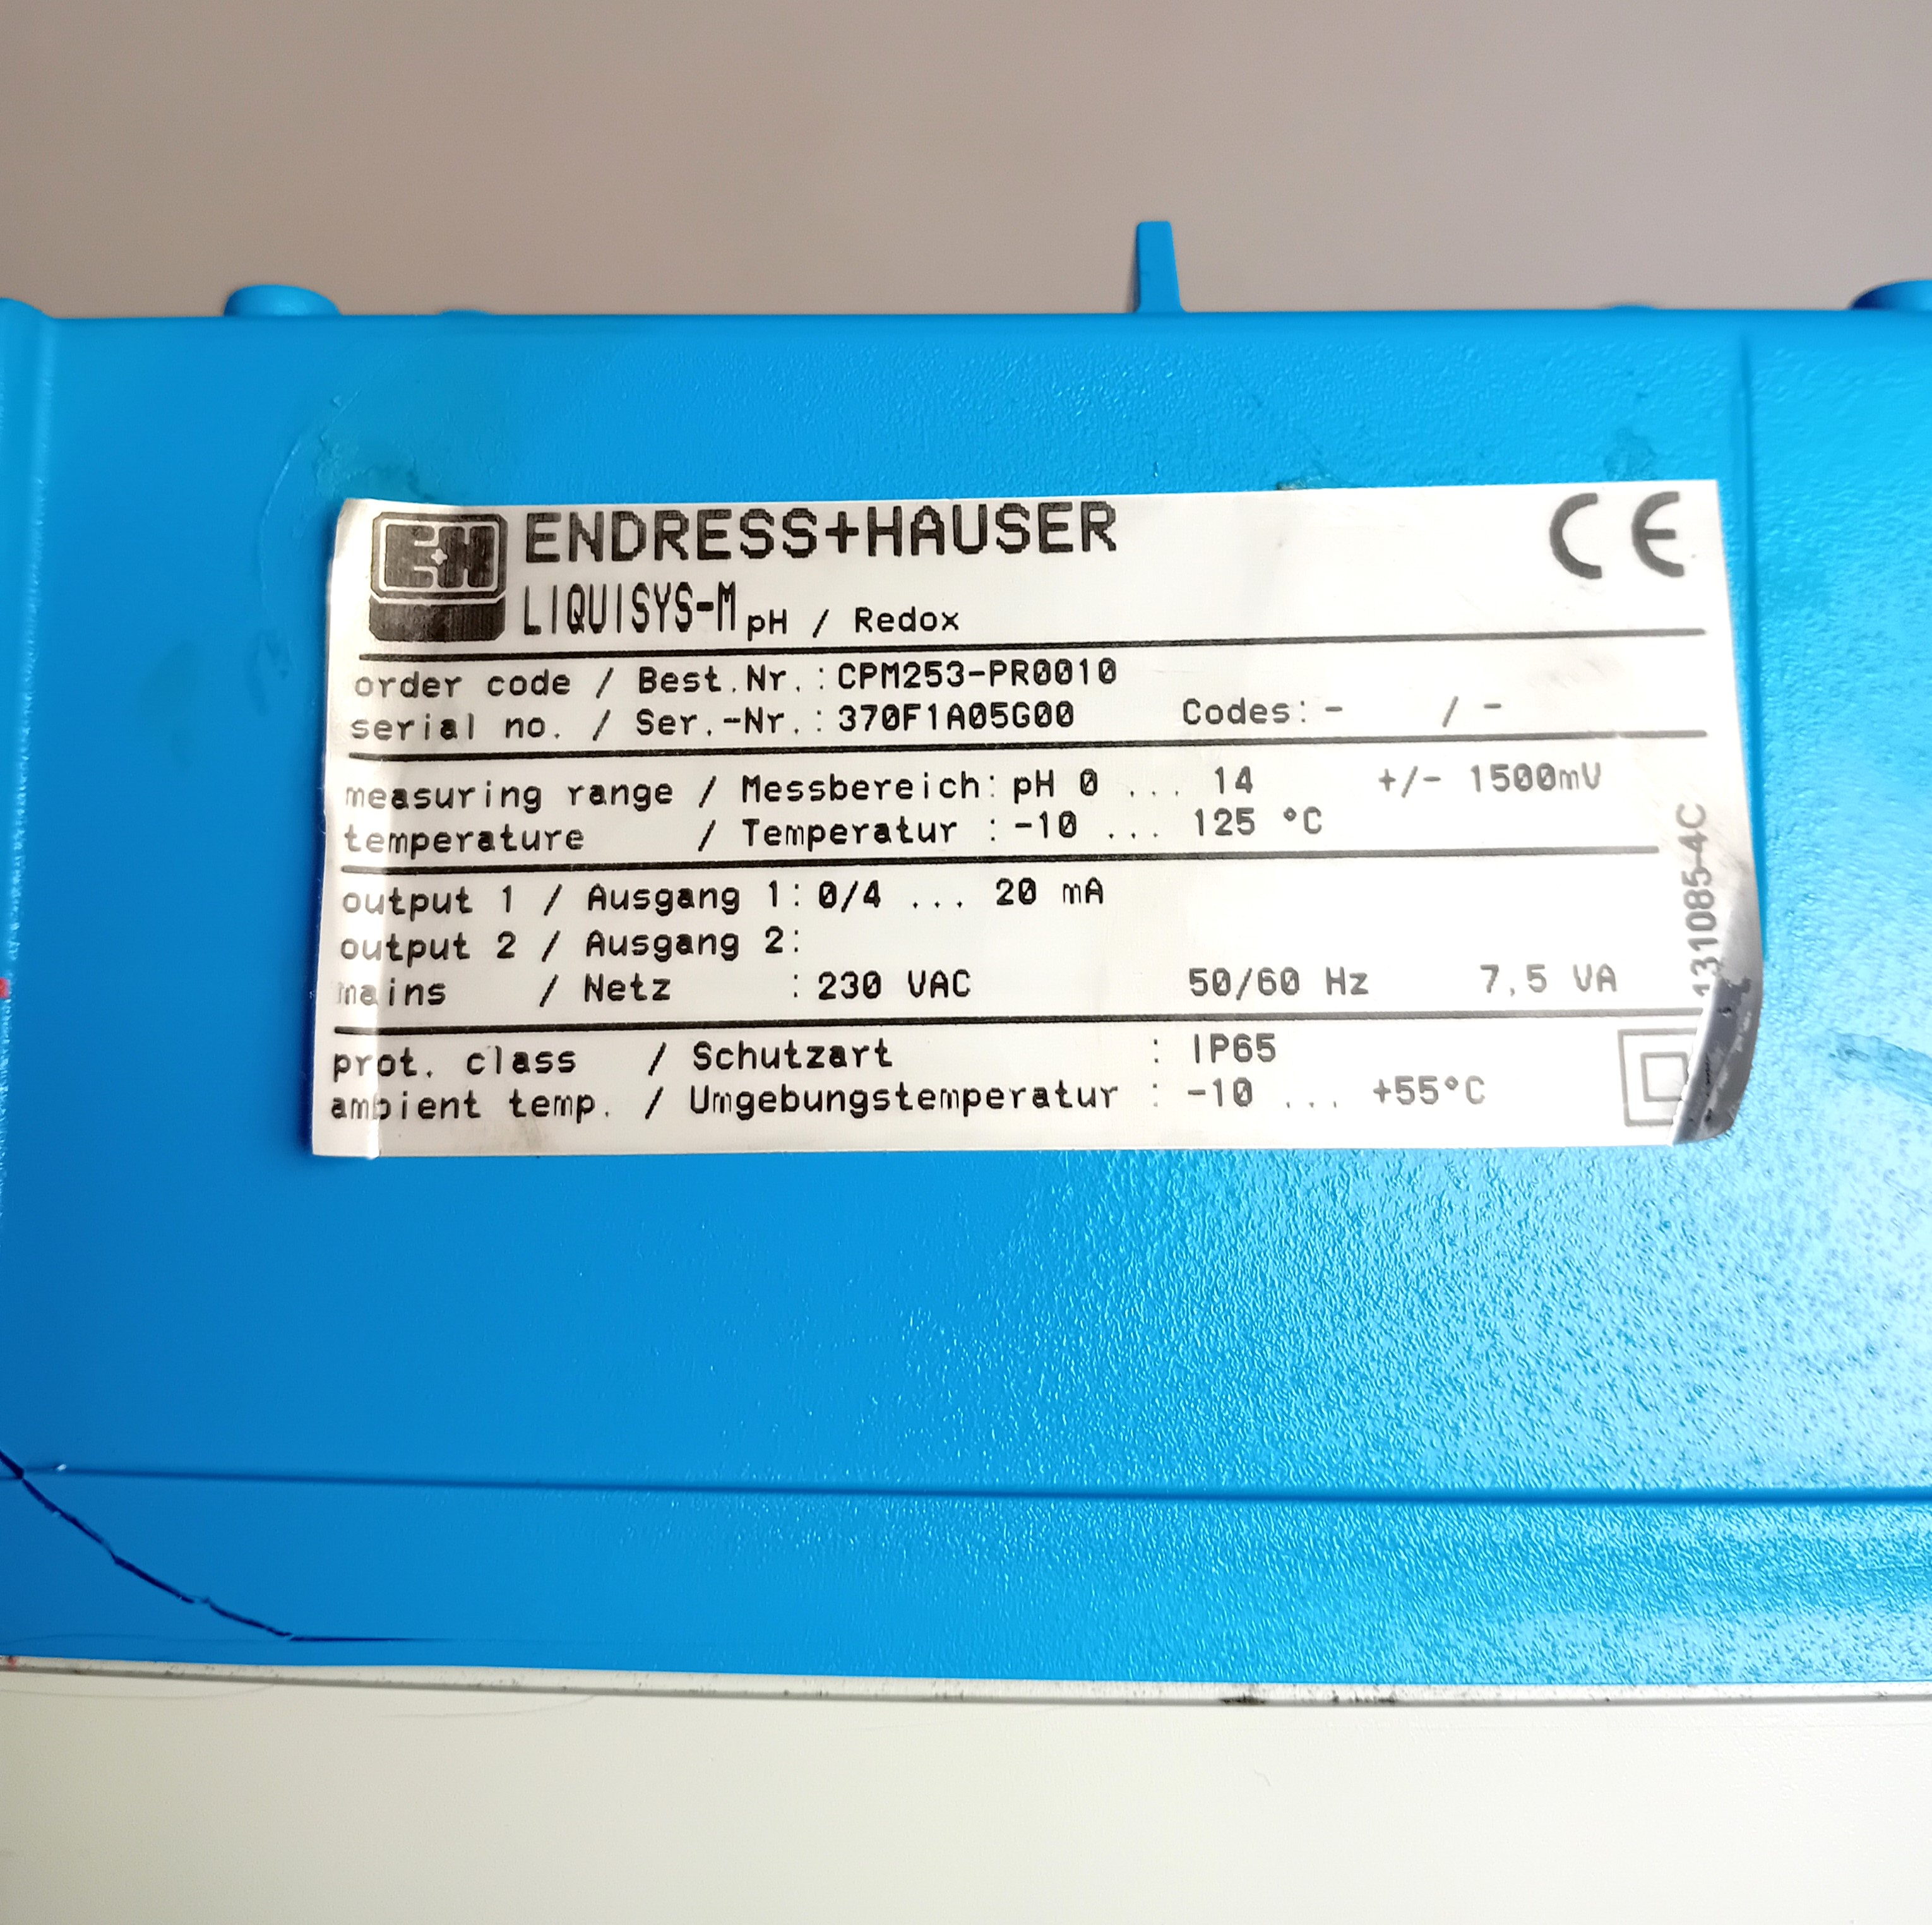 E+H ENDRESS+HAUSER CE
LIQUISYS-M pH / Redox
order code / Best.Nr.: CPM253-PR0010
serial no. / Ser.-Nr.: 370F1A05G00 Codes: - / -
measuring range / Messbereich: pH 0 ... 14 +/- 1500mV
temperature / Temperatur : -10 ... 125 °C
output 1 / Ausgang 1: 0/4 ... 20 mA
output 2 / Ausgang 2:
mains / Netz : 230 VAC 50/60 Hz 7,5 VA
prot. class / Schutzart : IP65
ambient temp. / Umgebungstemperatur : -10 ... +55°C
131085-4C